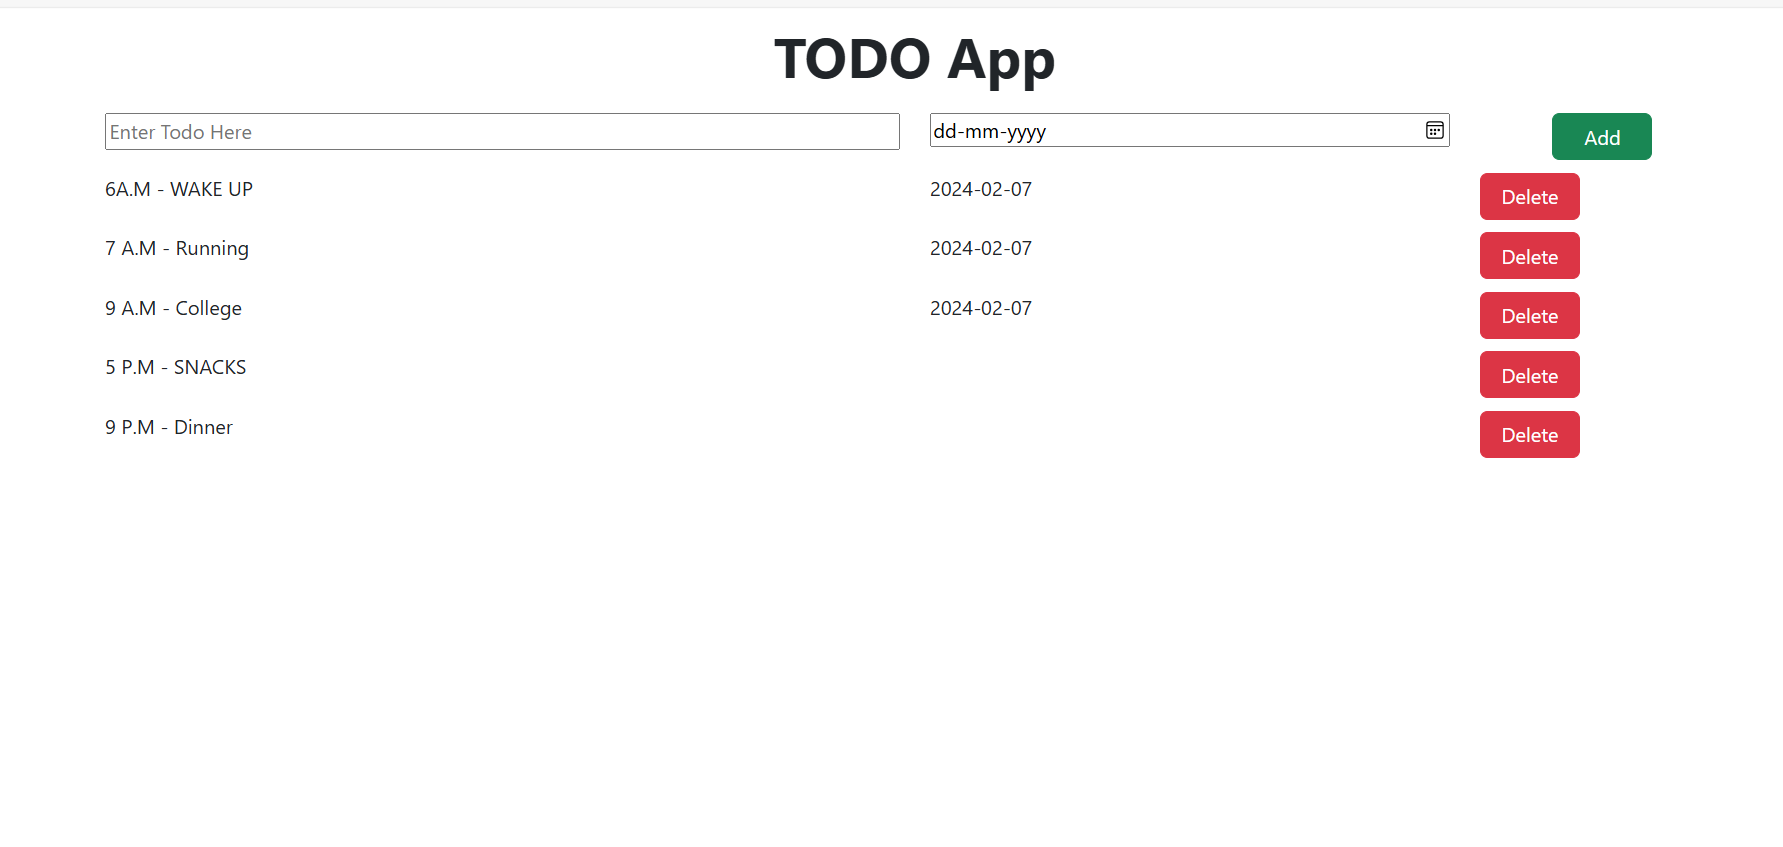 TODO App
Enter Todo Here dd-mm-yyyy Add
6A.M - WAKE UP 2024-02-07 Delete
7 A.M - Running 2024-02-07 Delete
9 A.M - College 2024-02-07 Delete
5 P.M - SNACKS Delete
9 P.M - Dinner Delete